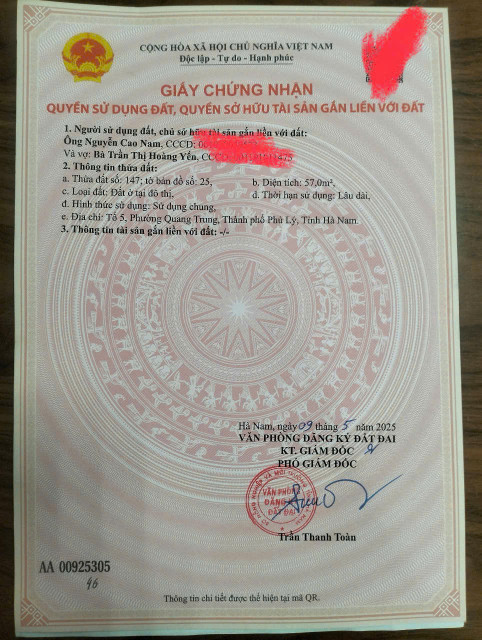 CỘNG HÒA XÃ HỘI CHỦ NGHĨA VIỆT NAM
Độc lập - Tự do - Hạnh phúc
GIẤY CHỨNG NHẬN
QUYỀN SỬ DỤNG ĐẤT, QUYỀN SỞ HỮU TÀI SẢN GẮN LIỀN VỚI ĐẤT
1. Người sử dụng đất, chủ sở hữu tài sản gắn liền với đất:
Ông Nguyễn Cao Nam, CCCD:
Và vợ: Bà Trần Thị Hoàng Yến, CCCD
2. Thông tin thửa đất:
a. Thửa đất số: 147; tờ bản đồ số: 25, b. Diện tích: 57,0m²,
c. Loại đất: Đất ở tại đô thị, d. Thời hạn sử dụng: Lâu dài,
đ. Hình thức sử dụng: Sử dụng chung,
e. Địa chỉ: Tổ 5, Phường Quang Trung, Thành phố Phủ Lý, Tỉnh Hà Nam.
3. Thông tin tài sản gắn liền với đất: -/-
Hà Nam, ngày 09 tháng 5 năm 2025
VĂN PHÒNG ĐĂNG KÝ ĐẤT ĐAI
KT. GIÁM ĐỐC
PHÓ GIÁM ĐỐC
VĂN PHÒNG
ĐĂNG KÝ
ĐẤT ĐAI
Trần Thanh Toàn
AA 00925305
96
Thông tin chi tiết được thể hiện tại mã QR.